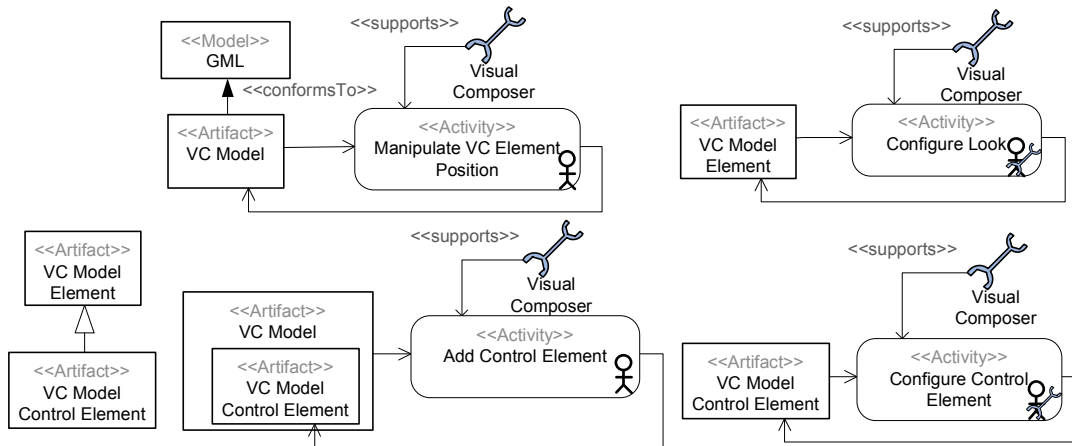 <<Model>>
GML
<<conformsTo>>
<<Artifact>>
VC Model
<<supports>>
Visual
Composer
<<Activity>>
Manipulate VC Element
Position
<<supports>>
Visual
Composer
<<Artifact>>
VC Model
Element
<<Activity>>
Configure Look
<<Artifact>>
VC Model
Element
<<Artifact>>
VC Model
Control Element
<<Artifact>>
VC Model
<<Artifact>>
VC Model
Control Element
<<supports>>
Visual
Composer
<<Activity>>
Add Control Element
<<supports>>
Visual
Composer
<<Artifact>>
VC Model
Control Element
<<Activity>>
Configure Control
Element